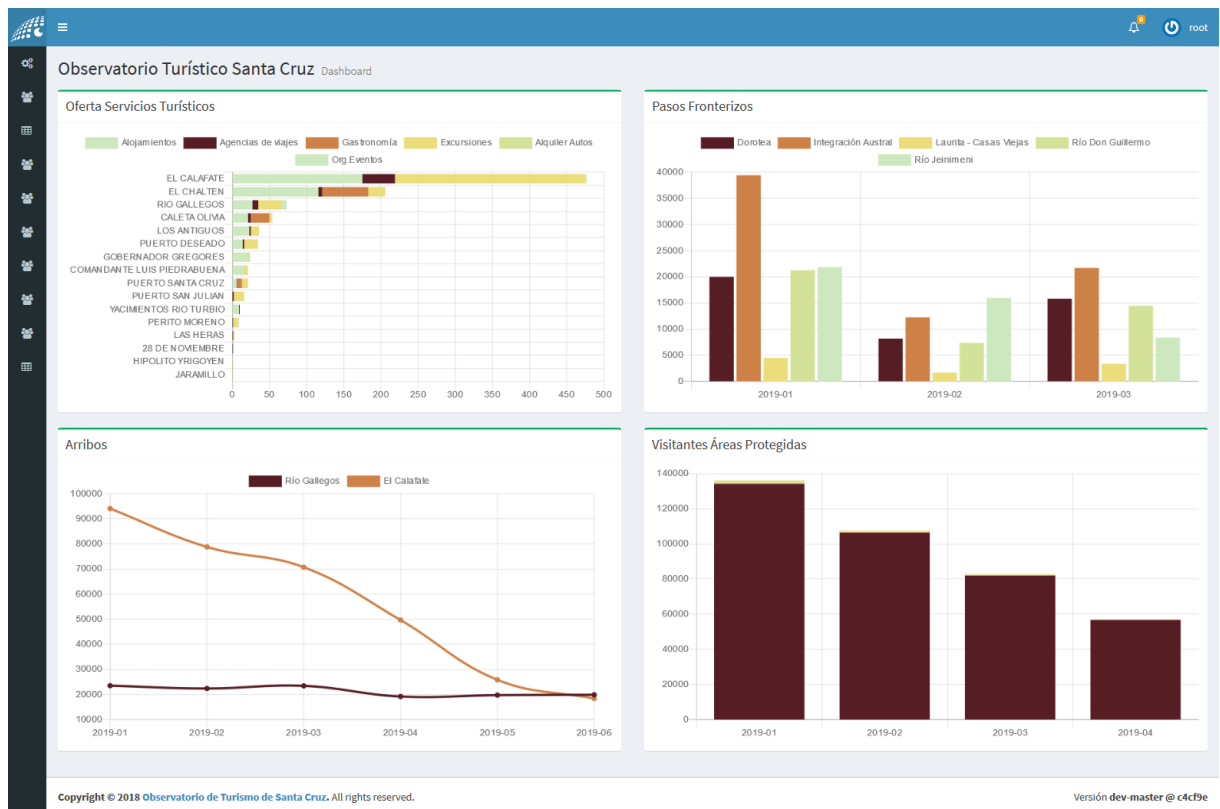 0
root
Observatorio Turístico Santa Cruz Dashboard
Oferta Servicios Turísticos
Alojamientos Agencias de viajes Gastronomía Excursiones Alquiler Autos
Org.Eventos
EL CALAFATE
EL CHALTEN
RIO GALLEGOS
CALETA OLIVIA
LOS ANTIGUOS
PUERTO DESEADO
GOBERNADOR GREGORES
COMANDANTE LUIS PIEDRABUENA
PUERTO SANTA CRUZ
PUERTO SAN JULIAN
YACIMIENTOS RIO TURBIO
PERITO MORENO
LAS HERAS
28 DE NOVIEMBRE
HIPOLITO YRIGOYEN
JARAMILLO
0 50 100 150 200 250 300 350 400 450 500
Pasos Fronterizos
Dorotea Integración Austral Laurita - Casas Viejas Río Don Guillermo
Río Jeinimeni
40000
35000
30000
25000
20000
15000
10000
5000
0
2019-01 2019-02 2019-03
Arribos
Río Gallegos El Calafate
100000
90000
80000
70000
60000
50000
40000
30000
20000
10000
2019-01 2019-02 2019-03 2019-04 2019-05 2019-06
Visitantes Áreas Protegidas
140000
120000
100000
80000
60000
40000
20000
0
2019-01 2019-02 2019-03 2019-04
Copyright © 2018 Observatorio de Turismo de Santa Cruz. All rights reserved.
Versión dev-master @ c4cf9e